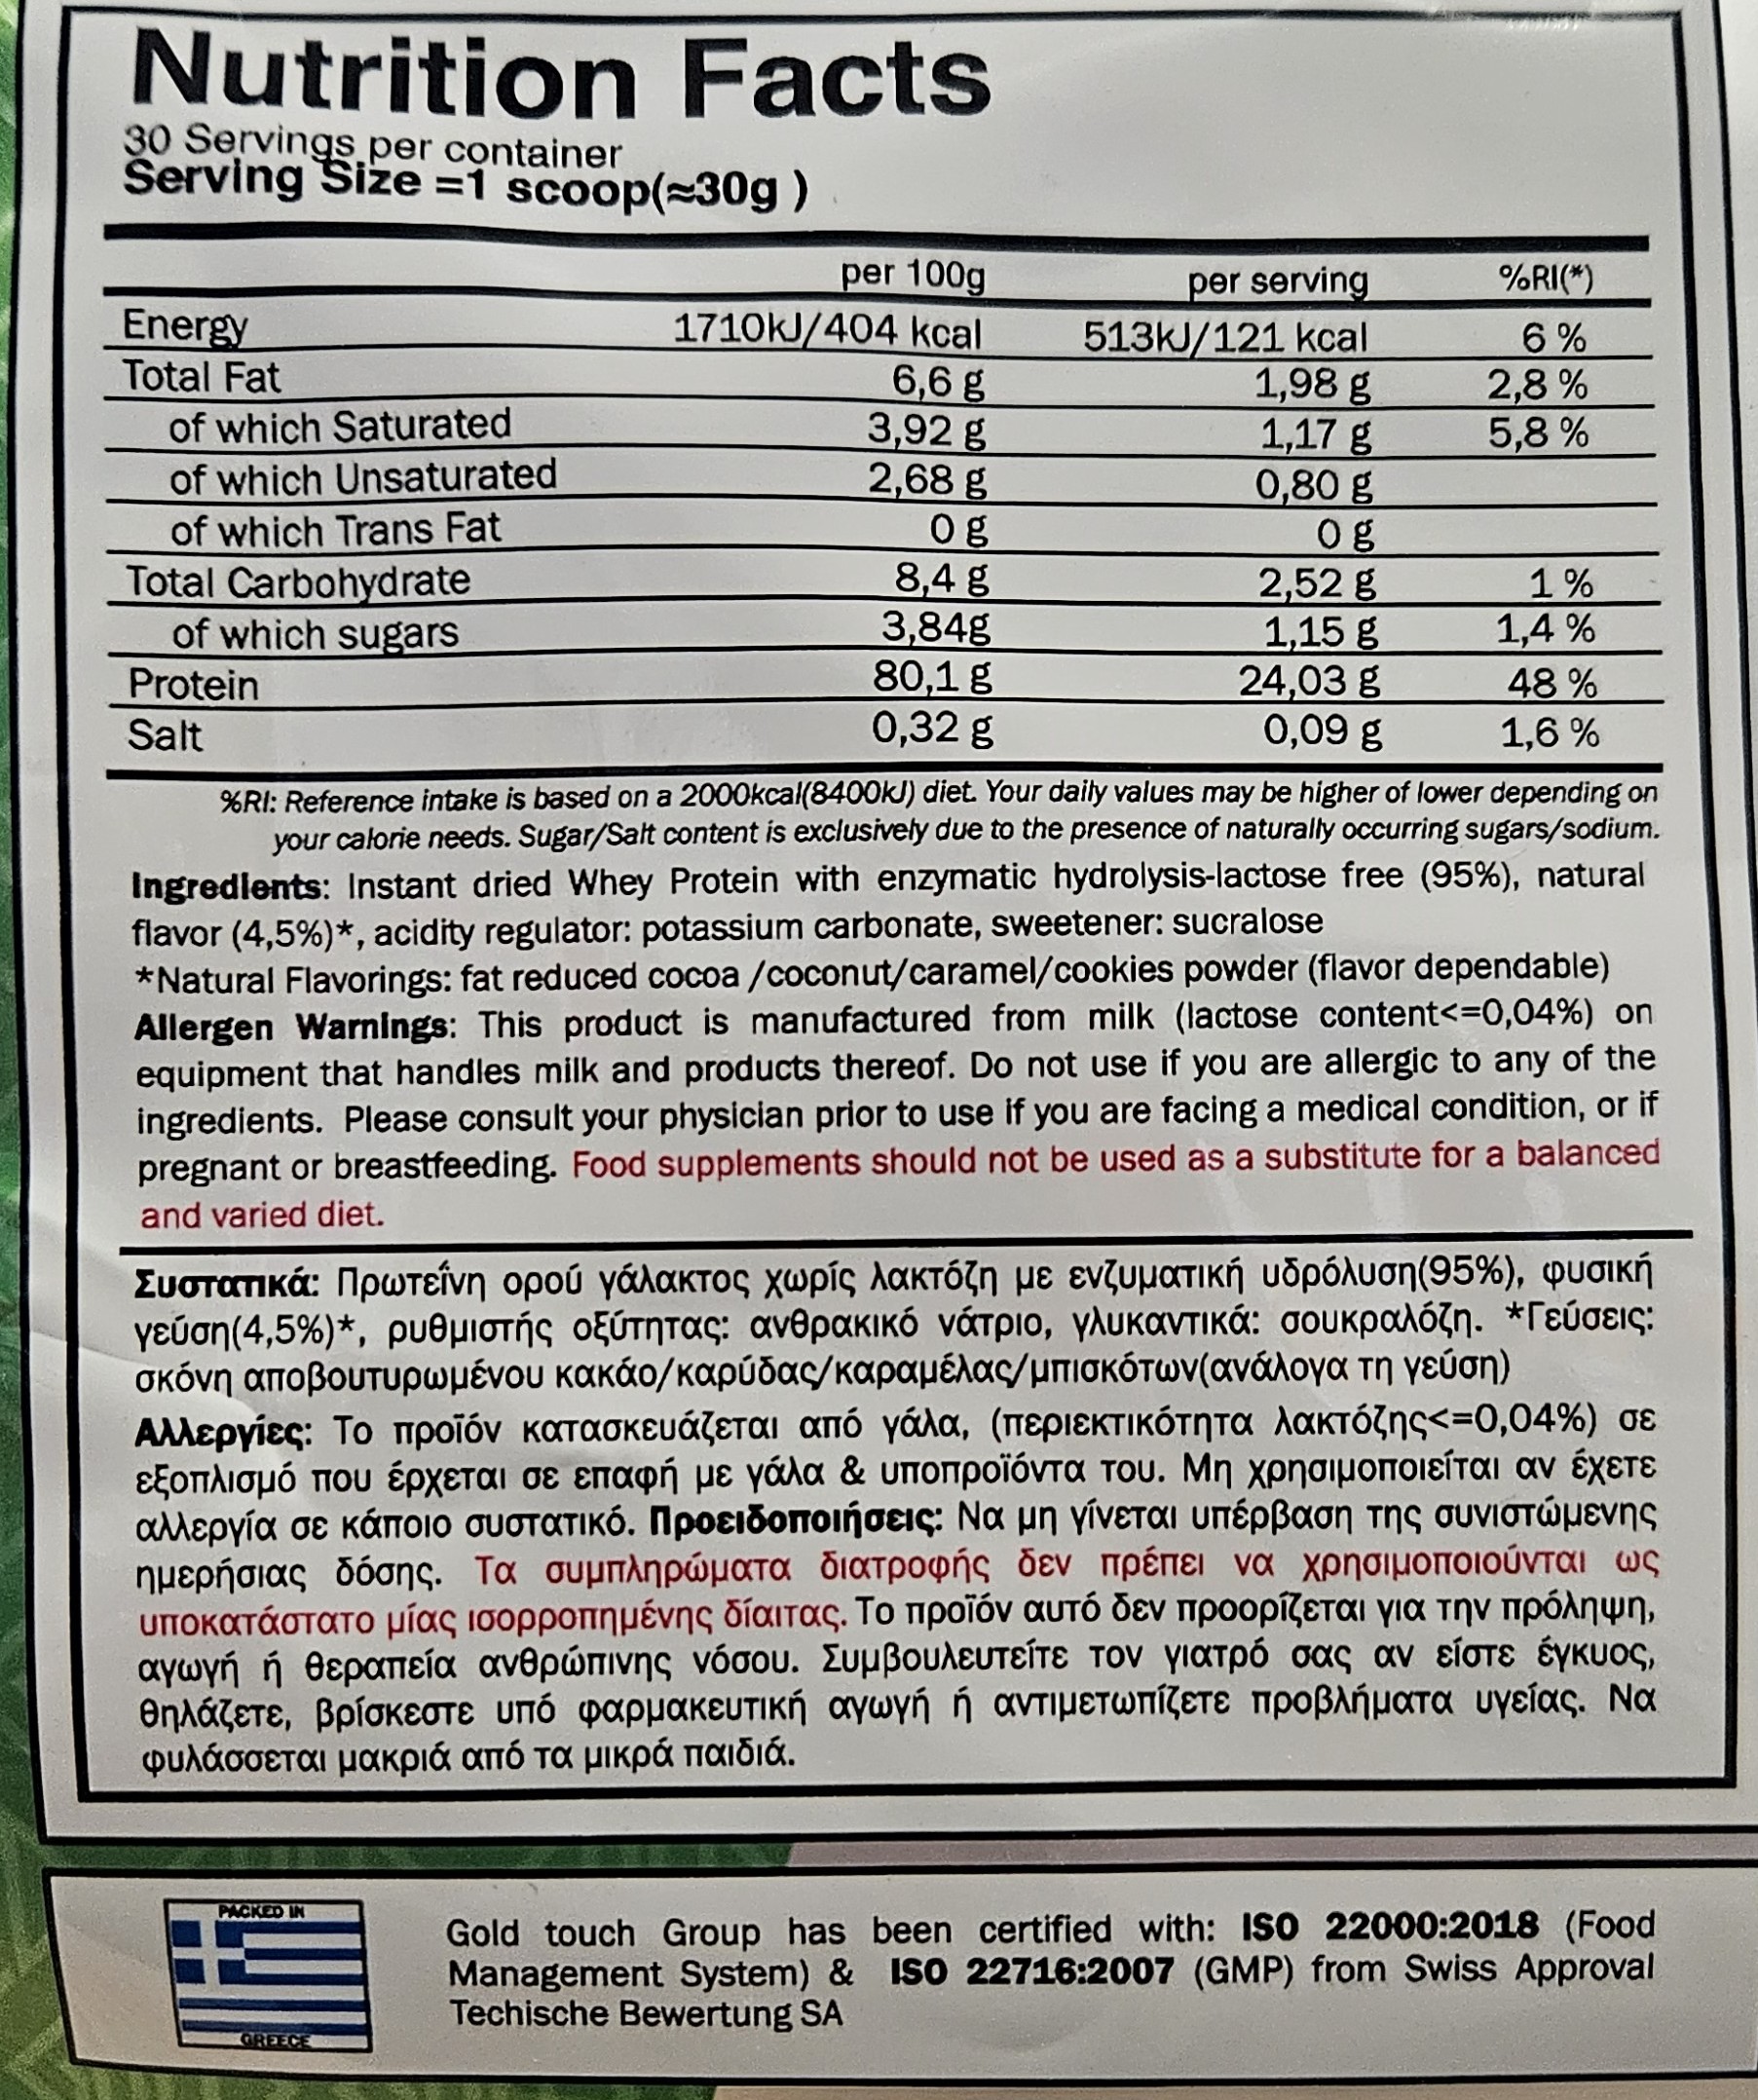 Nutrition Facts
30 Servings per container
Serving Size =1 scoop(≈30g )
per 100g per serving %RI(*)
Energy 1710kJ/404 kcal 513kJ/121 kcal 6 %
Total Fat 6,6 g 1,98 g 2,8 %
of which Saturated 3,92 g 1,17 g 5,8 %
of which Unsaturated 2,68 g 0,80 g
of which Trans Fat 0 g 0 g
Total Carbohydrate 8,4 g 2,52 g 1 %
of which sugars 3,84g 1,15 g 1,4 %
Protein 80,1 g 24,03 g 48 %
Salt 0,32 g 0,09 g 1,6 %
%RI: Reference intake is based on a 2000kcal(8400kJ) diet. Your daily values may be higher of lower depending on
your calorie needs. Sugar/Salt content is exclusively due to the presence of naturally occurring sugars/sodium.
Ingredients: Instant dried Whey Protein with enzymatic hydrolysis-lactose free (95%), natural
flavor (4,5%)*, acidity regulator: potassium carbonate, sweetener: sucralose
*Natural Flavorings: fat reduced cocoa /coconut/caramel/cookies powder (flavor dependable)
Allergen Warnings: This product is manufactured from milk (lactose content<=0,04%) on
equipment that handles milk and products thereof. Do not use if you are allergic to any of the
ingredients. Please consult your physician prior to use if you are facing a medical condition, or if
pregnant or breastfeeding. Food supplements should not be used as a substitute for a balanced
and varied diet.
Συστατικά: Πρωτεΐνη ορού γάλακτος χωρίς λακτόζη με ενζυματική υδρόλυση(95%), φυσική
γεύση(4,5%)*, ρυθμιστής οξύτητας: ανθρακικό νάτριο, γλυκαντικά: σουκραλόζη. *Γεύσεις:
σκόνη αποβουτυρωμένου κακάο/καρύδας/καραμέλας/μπισκότων(ανάλογα τη γεύση)
Αλλεργίες: Το προϊόν κατασκευάζεται από γάλα, (περιεκτικότητα λακτόζης<=0,04%) σε
εξοπλισμό που έρχεται σε επαφή με γάλα & υποπροϊόντα του. Μη χρησιμοποιείται αν έχετε
αλλεργία σε κάποιο συστατικό. Προειδοποιήσεις: Να μη γίνεται υπέρβαση της συνιστώμενης
ημερήσιας δόσης. Τα συμπληρώματα διατροφής δεν πρέπει να χρησιμοποιούνται ως
υποκατάστατο μίας ισορροπημένης δίαιτας. Το προϊόν αυτό δεν προορίζεται για την πρόληψη,
αγωγή ή θεραπεία ανθρώπινης νόσου. Συμβουλευτείτε τον γιατρό σας αν είστε έγκυος,
θηλάζετε, βρίσκεστε υπό φαρμακευτική αγωγή ή αντιμετωπίζετε προβλήματα υγείας. Να
φυλάσσεται μακριά από τα μικρά παιδιά.
PACKED IN
GREECE
Gold touch Group has been certified with: ISO 22000:2018 (Food
Management System) & ISO 22716:2007 (GMP) from Swiss Approval
Techische Bewertung SA